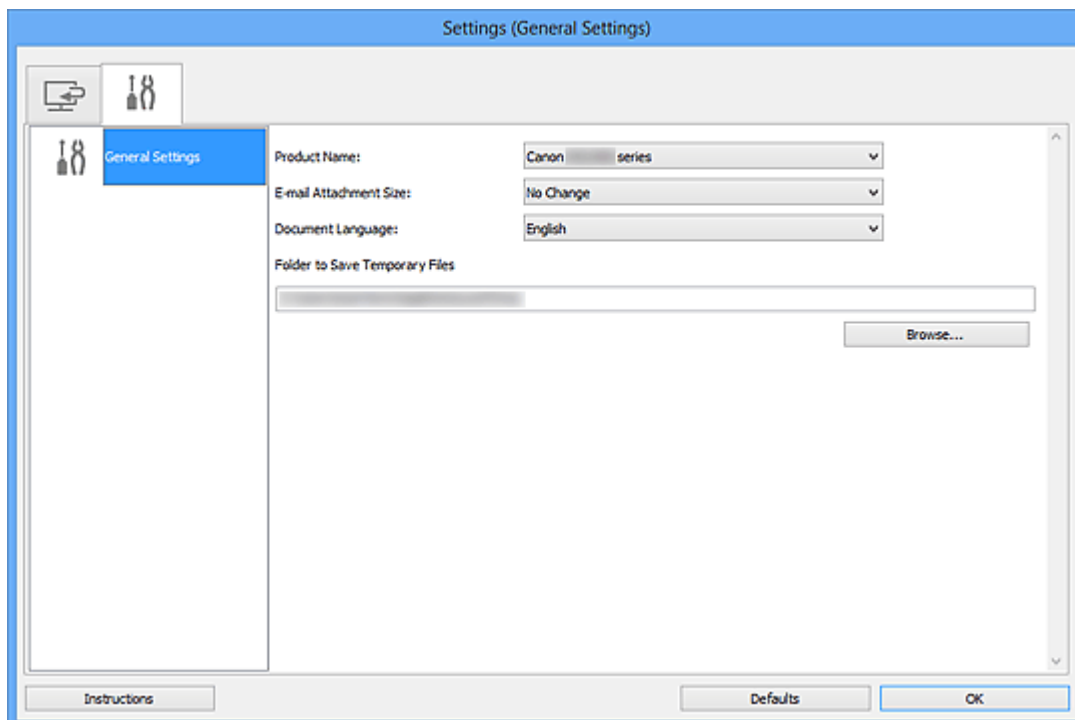 Settings (General Settings)
General Settings
Product Name: Canon series
E-mail Attachment Size: No Change
Document Language: English
Folder to Save Temporary Files
Browse...
Instructions Defaults OK